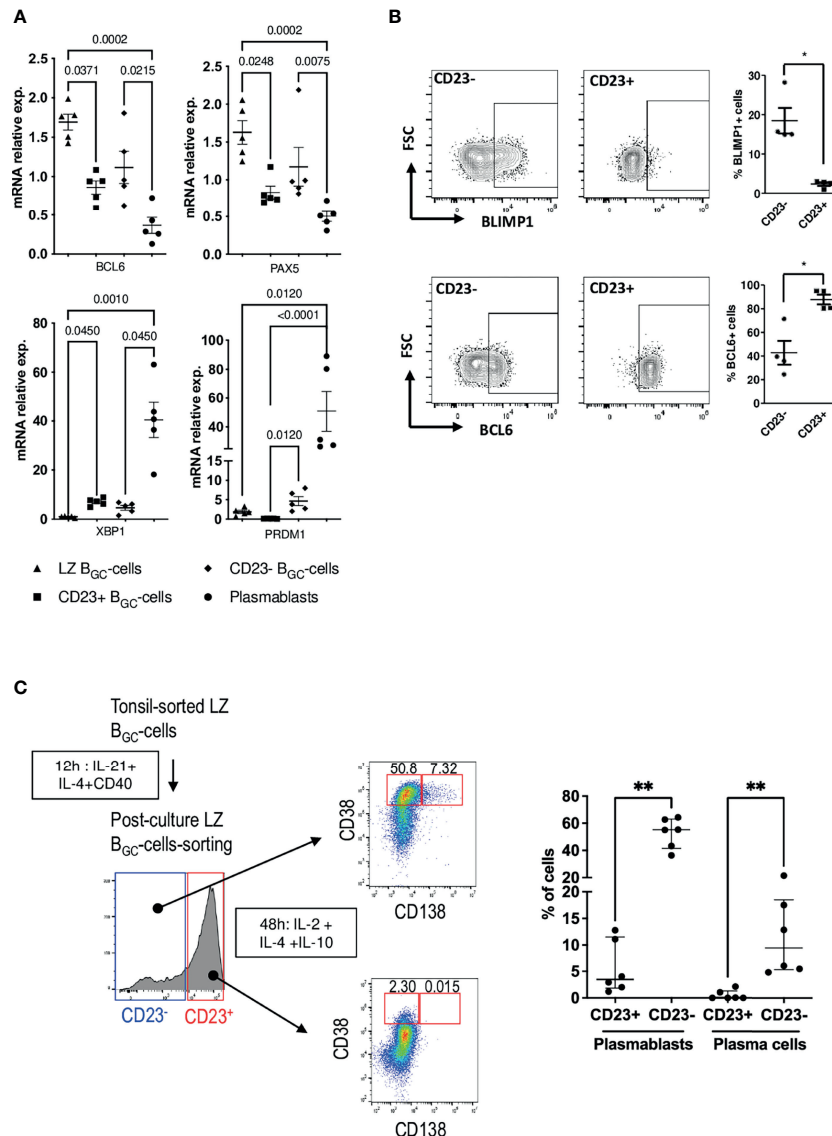 A
0.0002
0.0371
0.0215
mRNA relative exp.
2.5
2.0
1.5
1.0
0.5
0.0
BCL6
0.0002
0.0248
0.0075
mRNA relative exp.
2.5
2.0
1.5
1.0
0.5
0.0
PAX5
0.0010
0.0450
0.0450
mRNA relative exp.
80
60
40
20
0
XBP1
0.0120
<0.0001
0.0120
mRNA relative exp.
100
80
60
40
20
15
10
5
0
PRDM1
LZ BGC-cells
CD23- BGC-cells
CD23+ BGC-cells
Plasmablasts
B
CD23-
CD23+
FSC
BLIMP1
*
% BLIMP1+ cells
30
20
10
0
CD23-
CD23+
CD23-
CD23+
FSC
BCL6
*
% BCL6+ cells
100
80
60
40
20
0
CD23-
CD23+
C
Tonsil-sorted LZ
BGC-cells
12h : IL-21+
IL-4+CD40
Post-culture LZ
BGC-cells-sorting
CD23-
CD23+
48h: IL-2 +
IL-4 +IL-10
50.8 7.32
CD38
CD138
2.30 0.015
CD38
CD138
** **
% of cells
80
60
40
20
15
10
5
0
CD23+ CD23- CD23+ CD23-
Plasmablasts Plasma cells